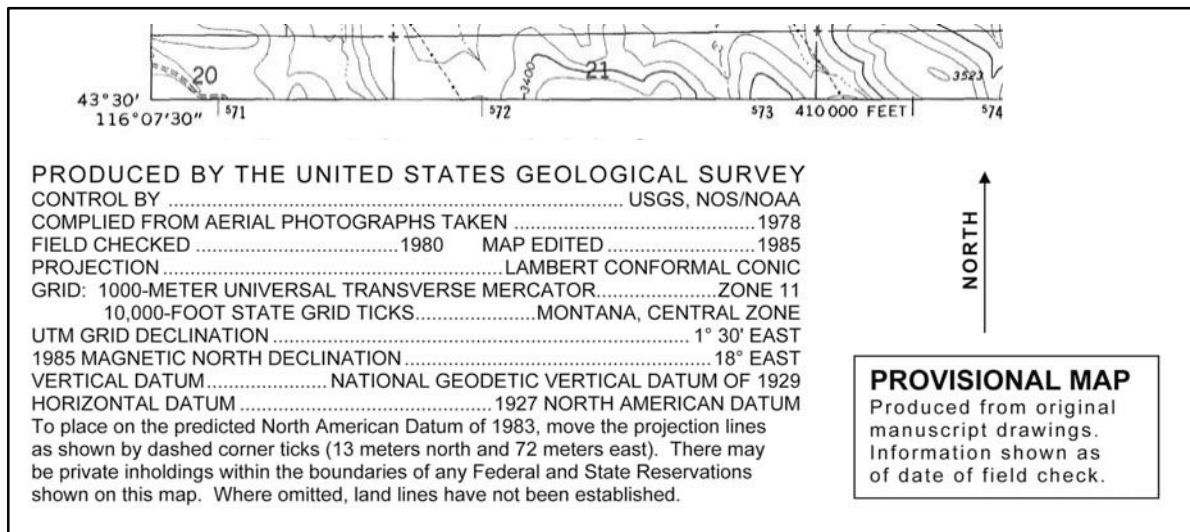 20
3400
21
3523
43°30'
116°07'30"
⁵71
⁵72
⁵73
410 000 FEET
⁵74
PRODUCED BY THE UNITED STATES GEOLOGICAL SURVEY
CONTROL BY ........................................................................ USGS, NOS/NOAA
COMPLIED FROM AERIAL PHOTOGRAPHS TAKEN ...................................... 1978
FIELD CHECKED ................................. 1980 MAP EDITED ....................... 1985
PROJECTION ...................................................... LAMBERT CONFORMAL CONIC
GRID: 1000-METER UNIVERSAL TRANSVERSE MERCATOR................... ZONE 11
10,000-FOOT STATE GRID TICKS................... MONTANA, CENTRAL ZONE
UTM GRID DECLINATION .................................................................. 1° 30' EAST
1985 MAGNETIC NORTH DECLINATION ................................................. 18° EAST
VERTICAL DATUM................... NATIONAL GEODETIC VERTICAL DATUM OF 1929
HORIZONTAL DATUM ........................................ 1927 NORTH AMERICAN DATUM
To place on the predicted North American Datum of 1983, move the projection lines
as shown by dashed corner ticks (13 meters north and 72 meters east). There may
be private inholdings within the boundaries of any Federal and State Reservations
shown on this map. Where omitted, land lines have not been established.
NORTH
PROVISIONAL MAP
Produced from original
manuscript drawings.
Information shown as
of date of field check.